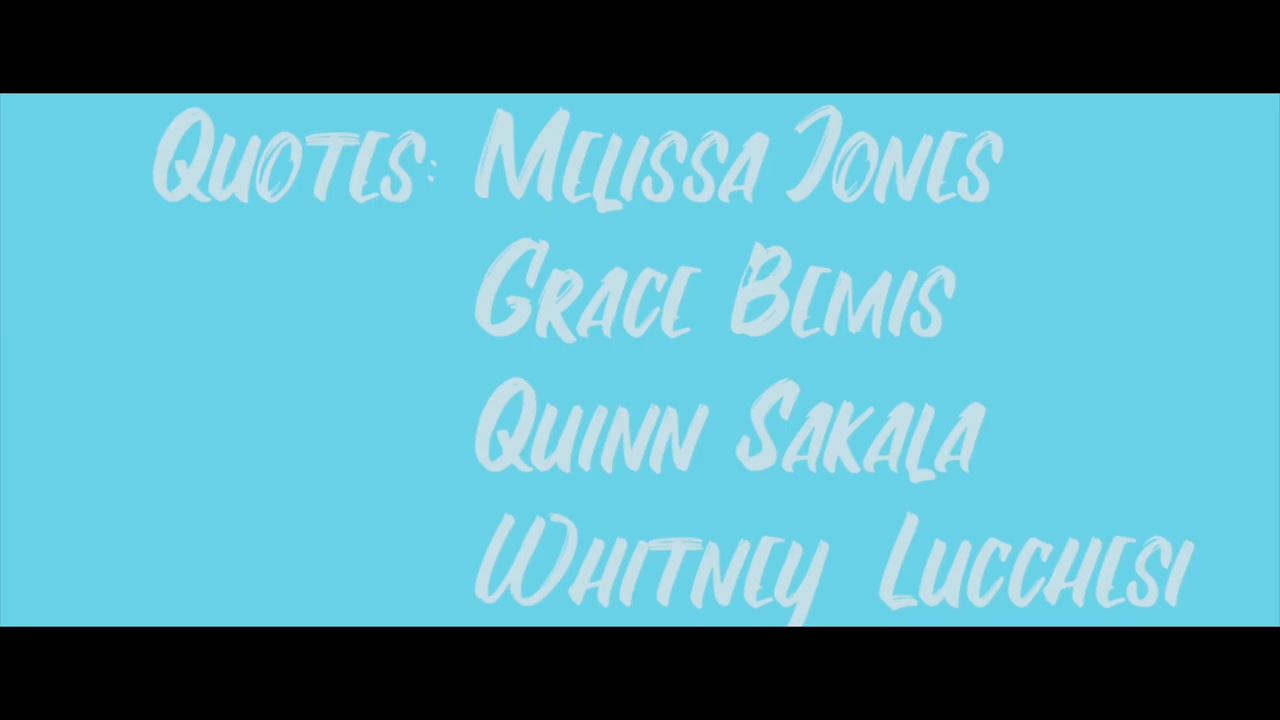 Quotes: Melissa Jones
Grace Bemis
Quinn Sakala
Whitney Lucchesi